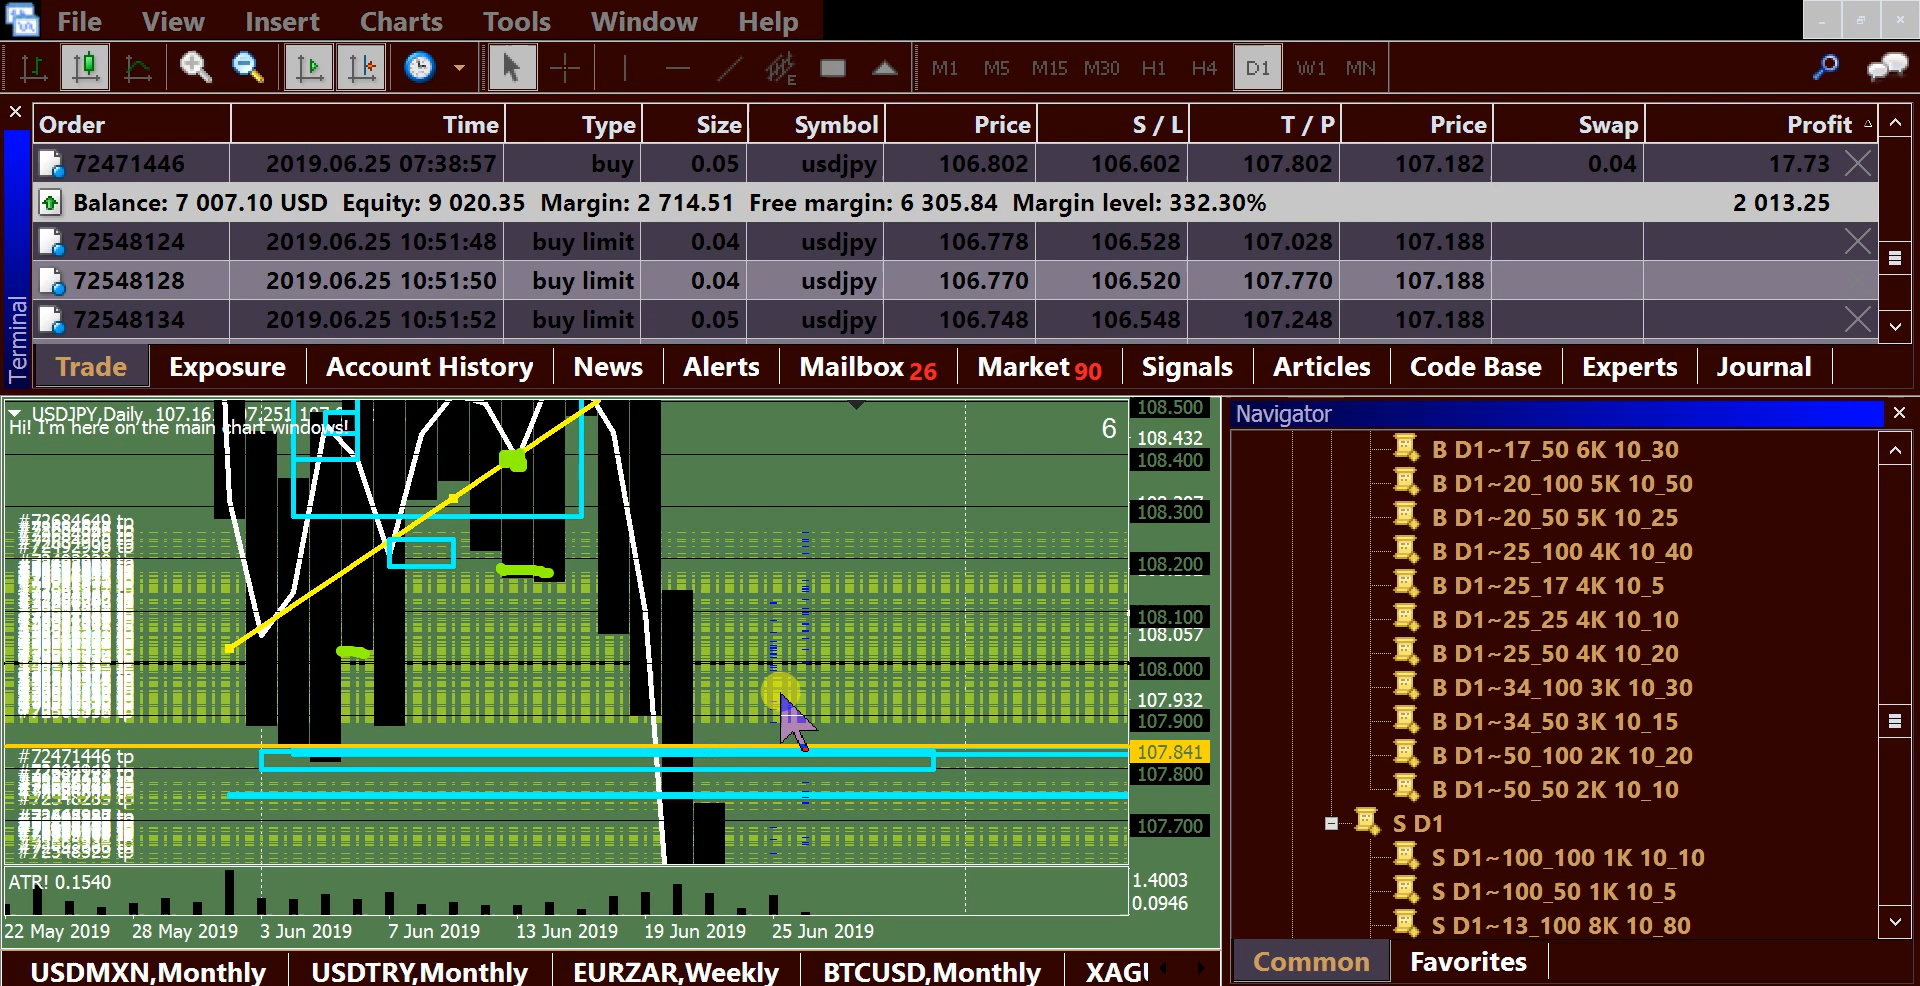 File View Insert Charts Tools Window Help
M1 M5 M15 M30 H1 H4 D1 W1 MN
Order Time Type Size Symbol Price S / L T / P Price Swap Profit
72471446 2019.06.25 07:38:57 buy 0.05 usdjpy 106.802 106.602 107.802 107.182 0.04 17.73
Balance: 7 007.10 USD Equity: 9 020.35 Margin: 2 714.51 Free margin: 6 305.84 Margin level: 332.30% 2 013.25
72548124 2019.06.25 10:51:48 buy limit 0.04 usdjpy 106.778 106.528 107.028 107.188
72548128 2019.06.25 10:51:50 buy limit 0.04 usdjpy 106.770 106.520 107.770 107.188
72548134 2019.06.25 10:51:52 buy limit 0.05 usdjpy 106.748 106.548 107.248 107.188
Terminal
Trade Exposure Account History News Alerts Mailbox 26 Market 90 Signals Articles Code Base Experts Journal
USDJPY,Daily
Hi! I'm here on the main chart windows!
6
108.500
108.432
108.400
108.300
108.200
108.100
108.057
108.000
107.932
107.900
107.841
107.800
107.700
#72684649 tp
#72471446 tp
ATR! 0.1540
1.4003
0.0946
22 May 2019 28 May 2019 3 Jun 2019 7 Jun 2019 13 Jun 2019 19 Jun 2019 25 Jun 2019
USDMXN,Monthly USDTRY,Monthly EURZAR,Weekly BTCUSD,Monthly XAGU
Navigator
B D1~17_50 6K 10_30
B D1~20_100 5K 10_50
B D1~20_50 5K 10_25
B D1~25_100 4K 10_40
B D1~25_17 4K 10_5
B D1~25_25 4K 10_10
B D1~25_50 4K 10_20
B D1~34_100 3K 10_30
B D1~34_50 3K 10_15
B D1~50_100 2K 10_20
B D1~50_50 2K 10_10
S D1
S D1~100_100 1K 10_10
S D1~100_50 1K 10_5
S D1~13_100 8K 10_80
Common Favorites